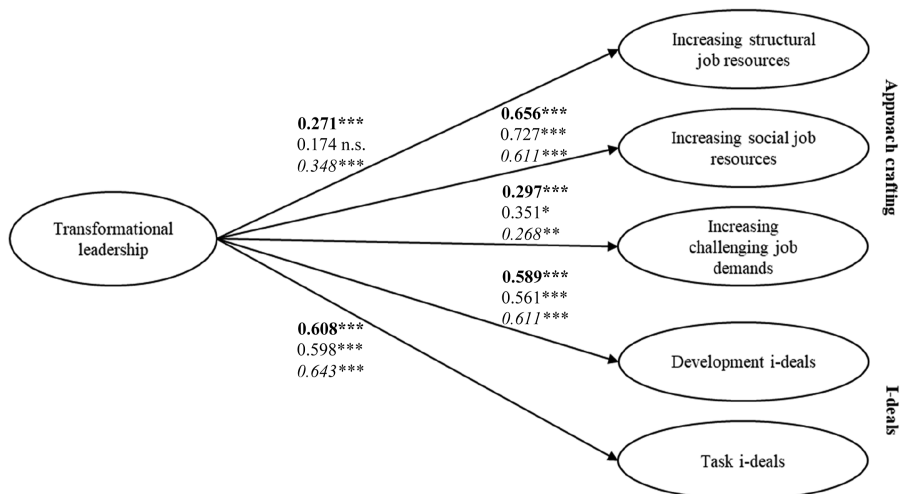 Transformational
leadership
0.271***
0.174 n.s.
0.348***
0.656***
0.727***
0.611***
0.297***
0.351*
0.268**
0.589***
0.561***
0.611***
0.608***
0.598***
0.643***
Increasing structural
job resources
Increasing social job
resources
Increasing
challenging job
demands
Development i-deals
Task i-deals
Approach crafting
I-deals